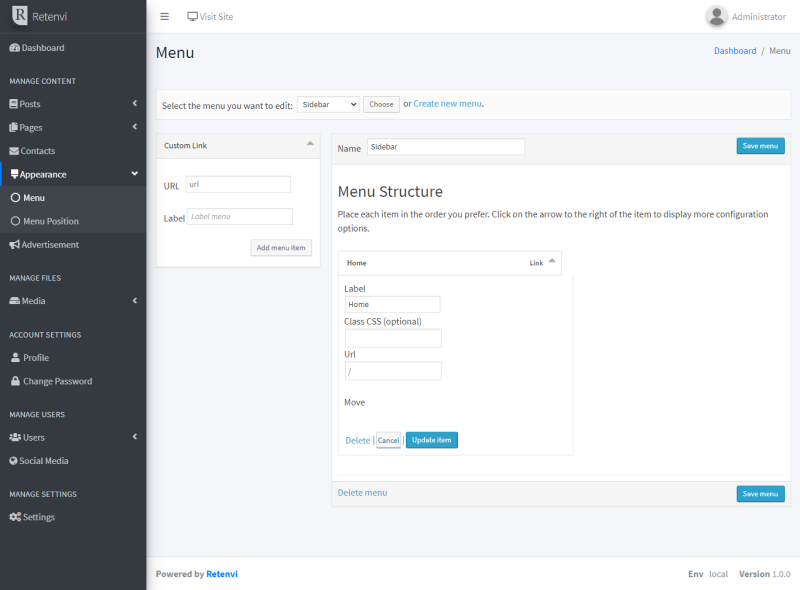 R Retenvi
Visit Site
Administrator
Dashboard
MANAGE CONTENT
Posts
Pages
Contacts
Appearance
Menu
Menu Position
Advertisement
MANAGE FILES
Media
ACCOUNT SETTINGS
Profile
Change Password
MANAGE USERS
Users
Social Media
MANAGE SETTINGS
Settings
Menu
Dashboard / Menu
Select the menu you want to edit: Sidebar Choose or Create new menu.
Custom Link
URL url
Label Label menu
Add menu item
Name Sidebar Save menu
Menu Structure
Place each item in the order you prefer. Click on the arrow to the right of the item to display more configuration
options.
Home Link
Label
Home
Class CSS (optional)
Url
/
Move
Delete | Cancel | Update item
Delete menu Save menu
Powered by Retenvi
Env local Version 1.0.0